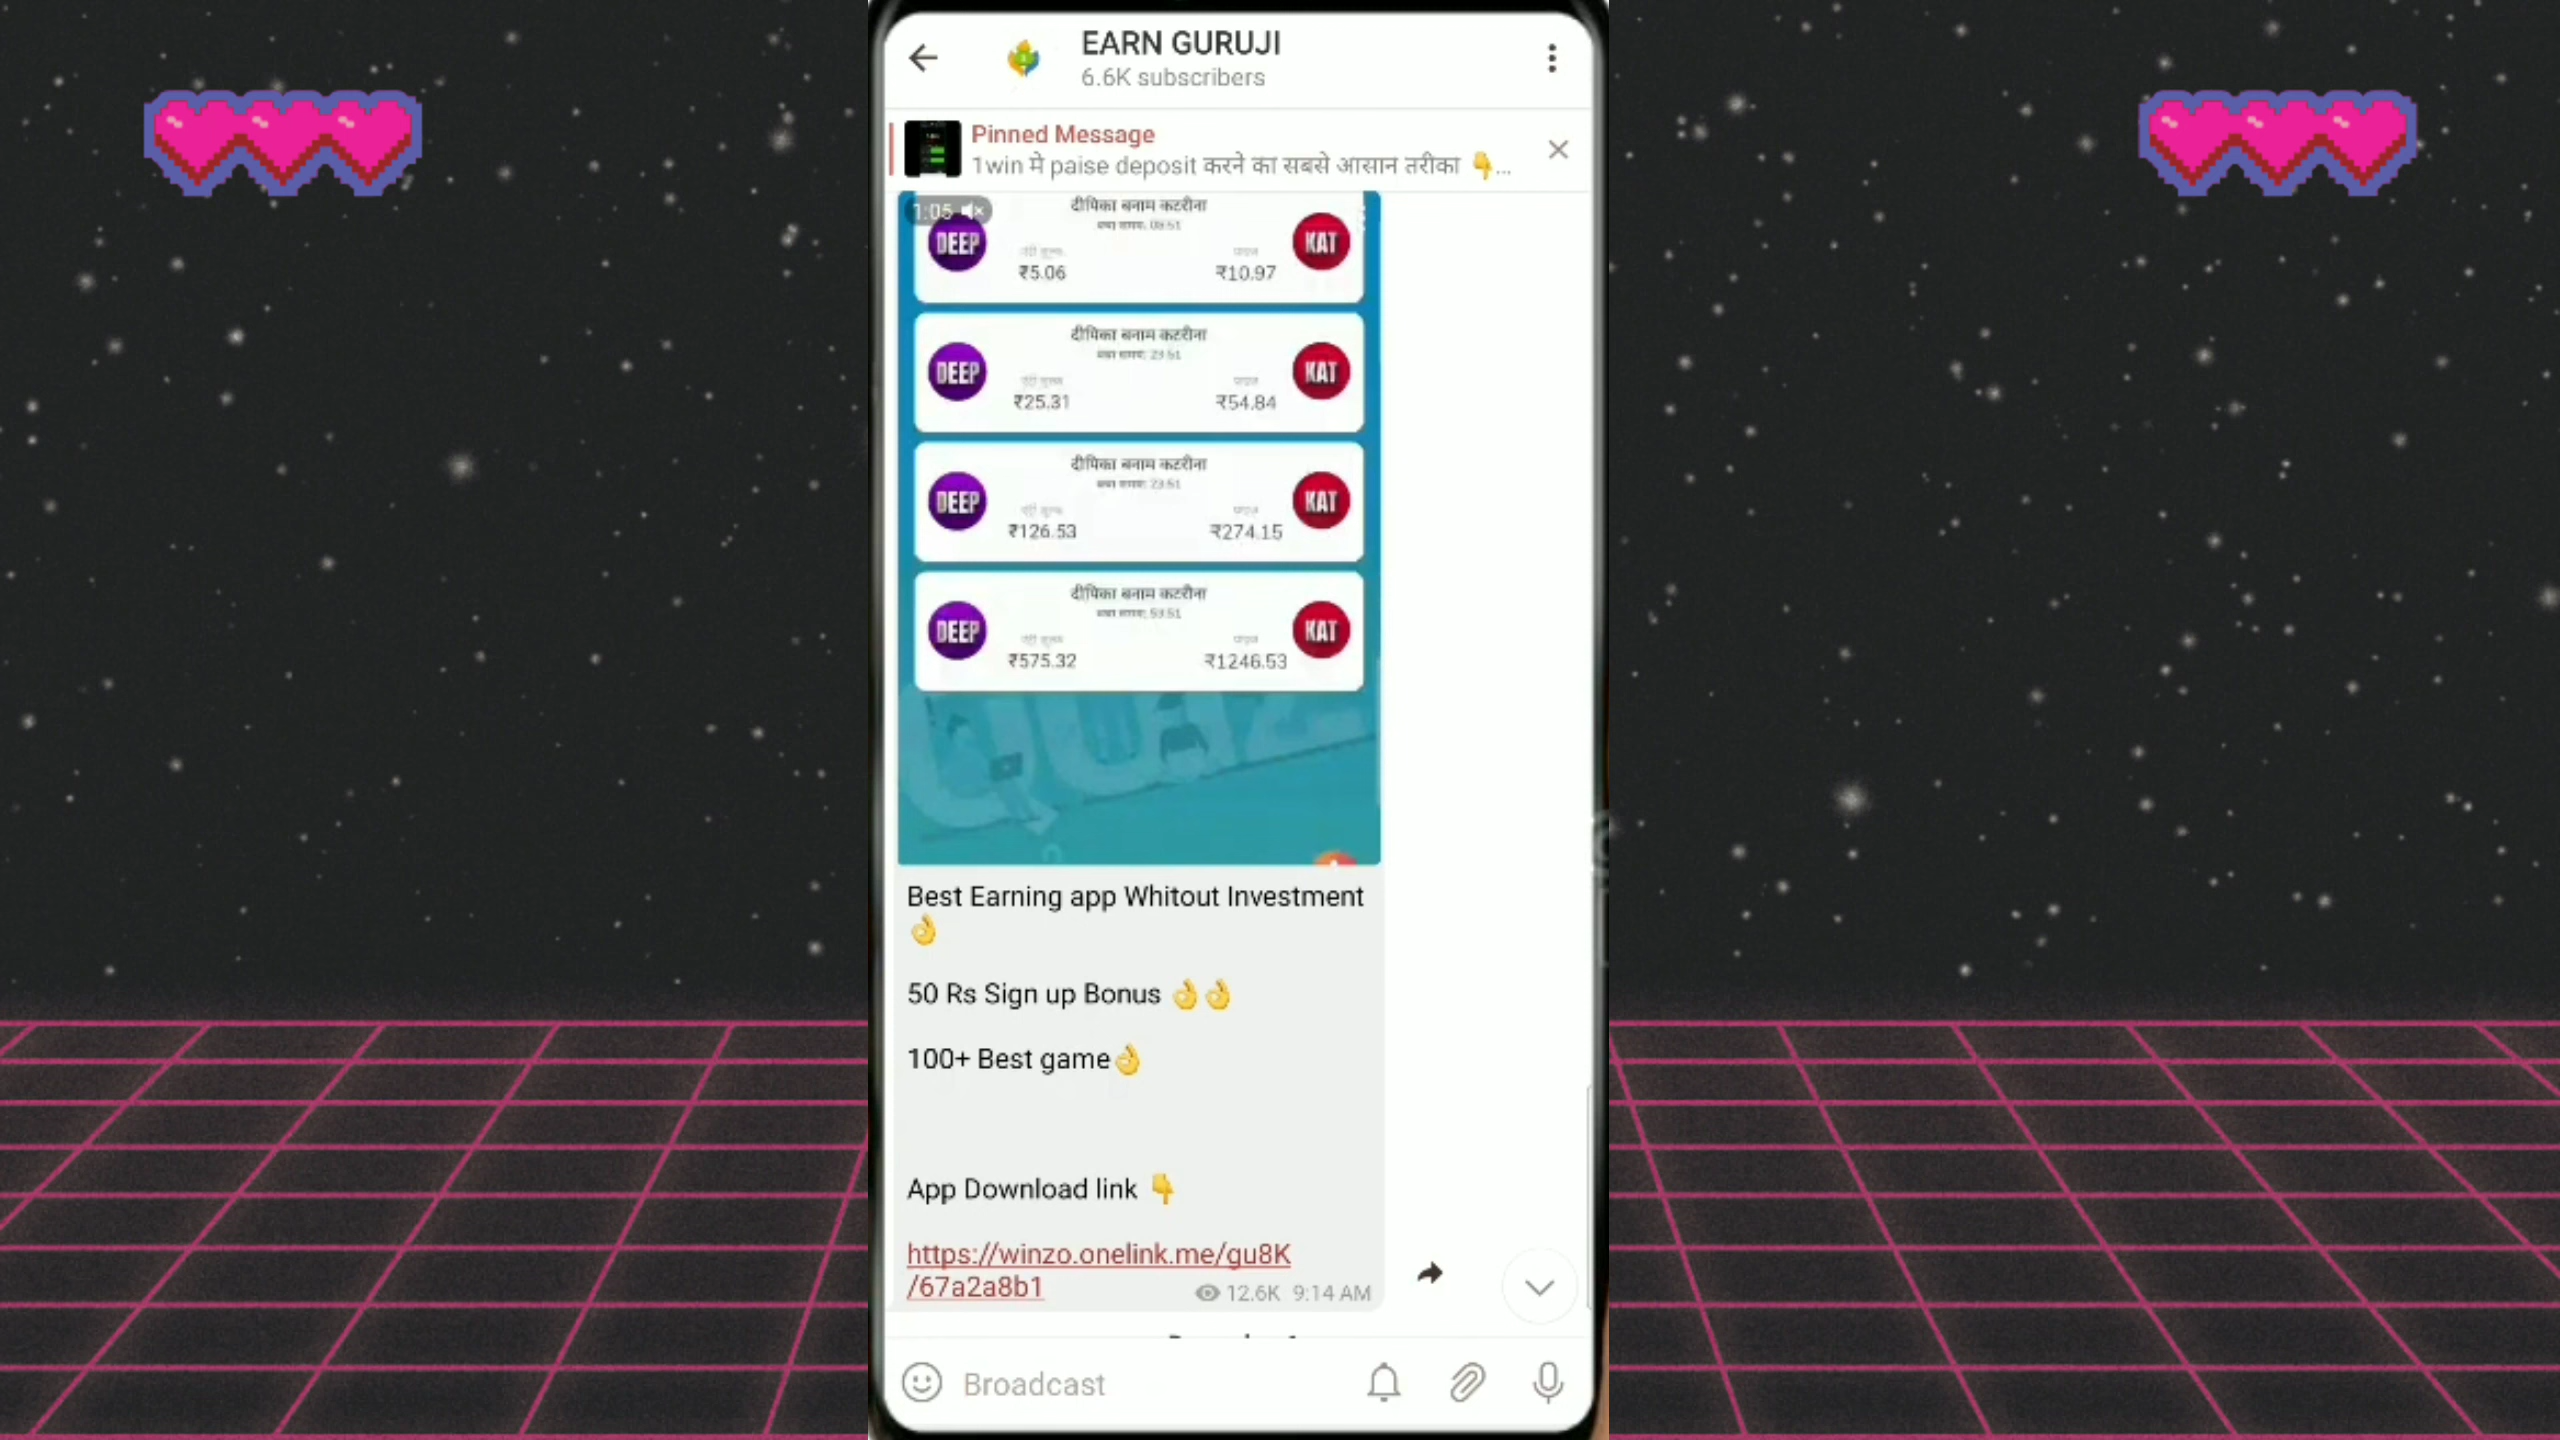 EARN GURUJI
6.6K subscribers
Pinned Message
1win मे paise deposit करने का सबसे आसान तरीका 👇...
1:05
दीपिका बनाम कटरीना
DEEP
KAT
₹5.06
₹10.97
दीपिका बनाम कटरीना
DEEP
KAT
₹25.31
₹54.84
दीपिका बनाम कटरीना
DEEP
KAT
₹126.53
₹274.15
दीपिका बनाम कटरीना
DEEP
KAT
₹575.32
₹1246.53
Best Earning app Whitout Investment
👌
50 Rs Sign up Bonus 👌👌
100+ Best game👌
App Download link 👇
https://winzo.onelink.me/gu8K
/67a2a8b1
12.6K 9:14 AM
Broadcast